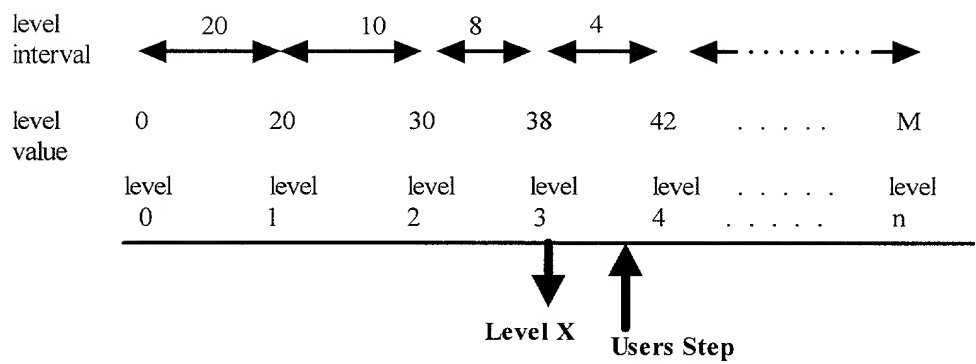 level 20 10 8 4
interval
level 0 20 30 38 42 . . . . . M
value
level level level level level . . . . . level
0 1 2 3 4 . . . . . n
Level X
Users Step